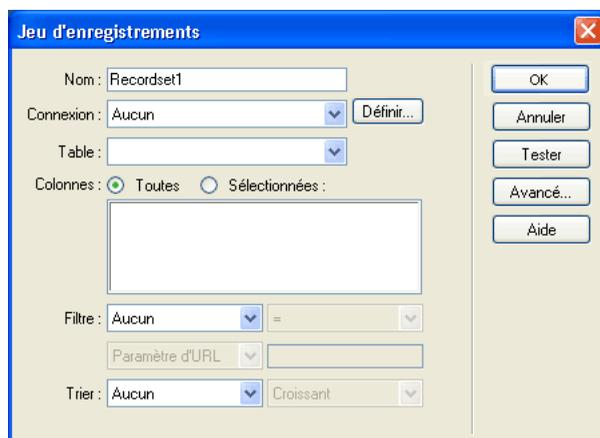 Jeu d'enregistrements
Nom : Recordset1
OK
Connexion : Aucun Définir...
Annuler
Table :
Tester
Colonnes : Toutes Sélectionnées :
Avancé...
Aide
Filtre : Aucun =
Paramètre d'URL
Trier : Aucun Croissant